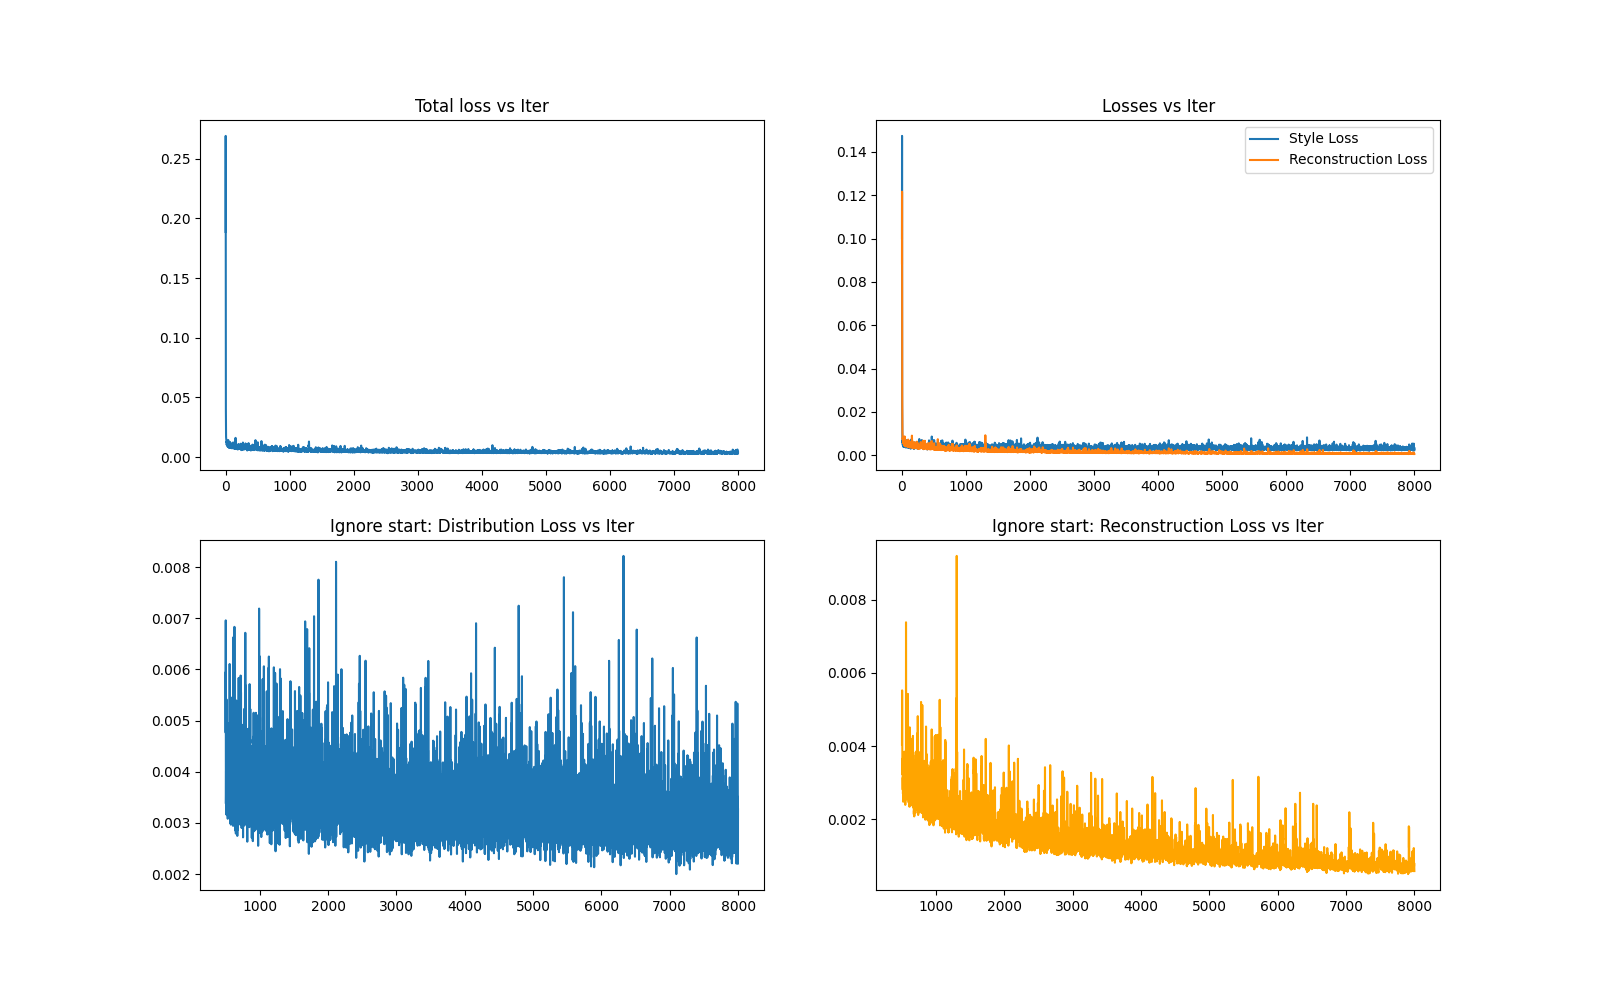 Total loss vs Iter
0.25
0.20
0.15
0.10
0.05
0.00
0 1000 2000 3000 4000 5000 6000 7000 8000
Losses vs Iter
Style Loss
Reconstruction Loss
0.14
0.12
0.10
0.08
0.06
0.04
0.02
0.00
0 1000 2000 3000 4000 5000 6000 7000 8000
Ignore start: Distribution Loss vs Iter
0.008
0.007
0.006
0.005
0.004
0.003
0.002
1000 2000 3000 4000 5000 6000 7000 8000
Ignore start: Reconstruction Loss vs Iter
0.008
0.006
0.004
0.002
1000 2000 3000 4000 5000 6000 7000 8000